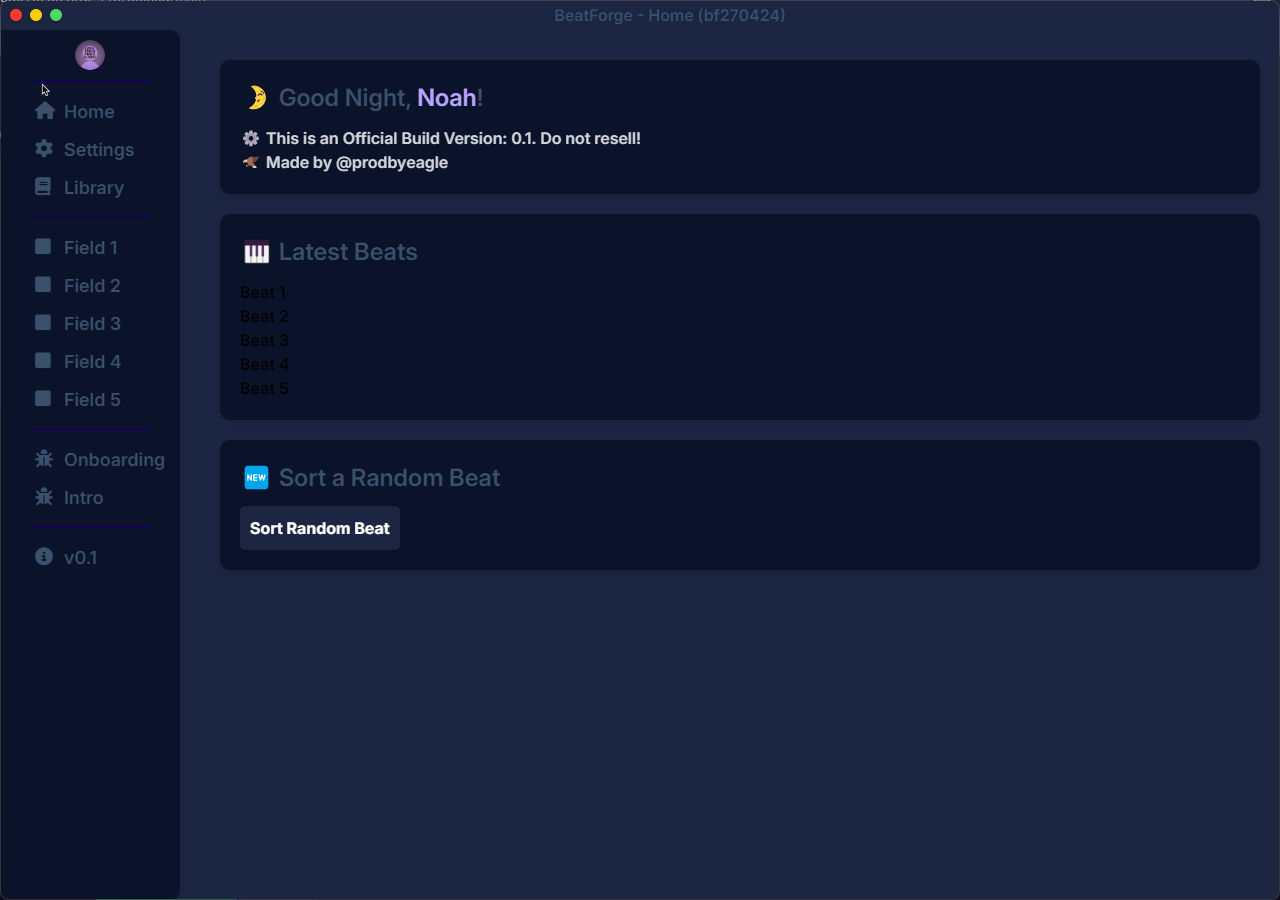 BeatForge - Home (bf270424)
Home
Settings
Library
Field 1
Field 2
Field 3
Field 4
Field 5
Onboarding
Intro
v0.1
Good Night, Noah!
This is an Official Build Version: 0.1. Do not resell!
Made by @prodbyeagle
Latest Beats
Beat 1
Beat 2
Beat 3
Beat 4
Beat 5
NEW Sort a Random Beat
Sort Random Beat